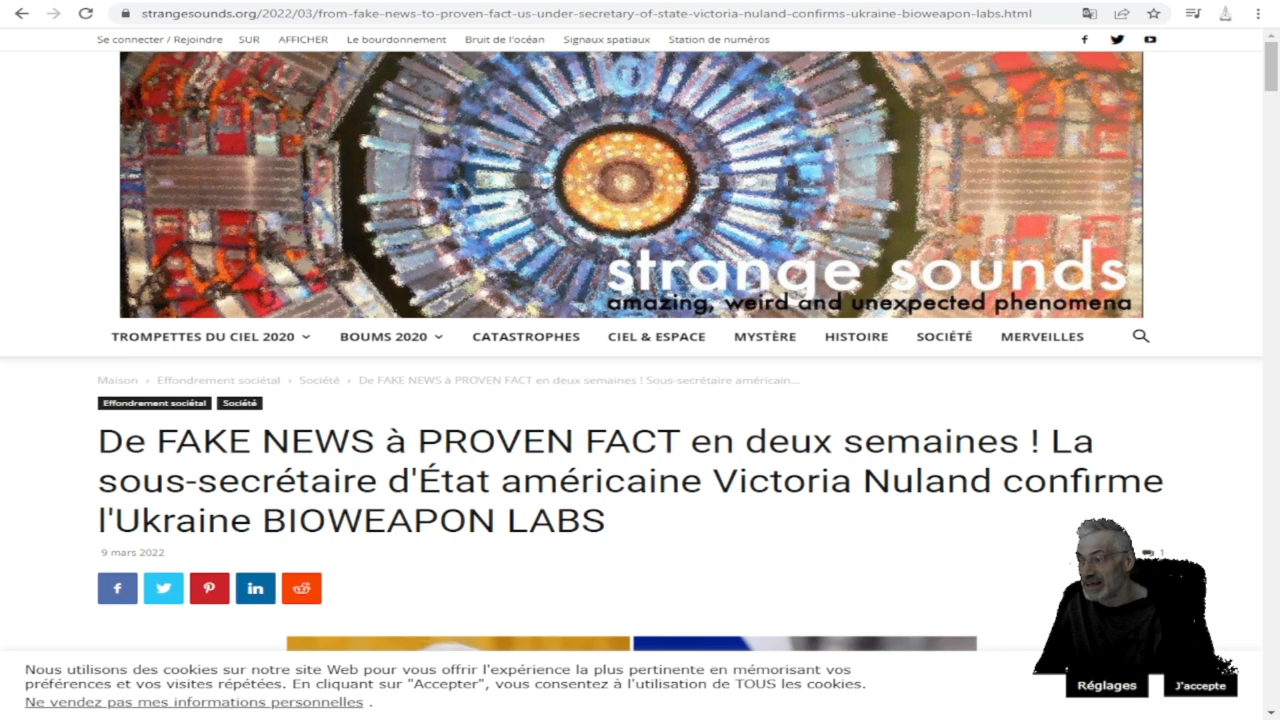 strangesounds.org/2022/03/from-fake-news-to-proven-fact-us-under-secretary-of-state-victoria-nuland-confirms-ukraine-bioweapon-labs.html
Se connecter / Rejoindre SUR AFFICHER Le bourdonnement Bruit de l'océan Signaux spatiaux Station de numéros
strange sounds
amazing, weird and unexpected phenomena
TROMPETTES DU CIEL 2020 BOUMS 2020 CATASTROPHES CIEL & ESPACE MYSTÈRE HISTOIRE SOCIÉTÉ MERVEILLES
Maison › Effondrement sociétal › Société › De FAKE NEWS à PROVEN FACT en deux semaines ! Sous-secrétaire américain...
Effondrement sociétal Société
De FAKE NEWS à PROVEN FACT en deux semaines ! La
sous-secrétaire d'État américaine Victoria Nuland confirme
l'Ukraine BIOWEAPON LABS
9 mars 2022 1
Nous utilisons des cookies sur notre site Web pour vous offrir l'expérience la plus pertinente en mémorisant vos
préférences et vos visites répétées. En cliquant sur "Accepter", vous consentez à l'utilisation de TOUS les cookies.
Ne vendez pas mes informations personnelles .
Réglages J'accepte